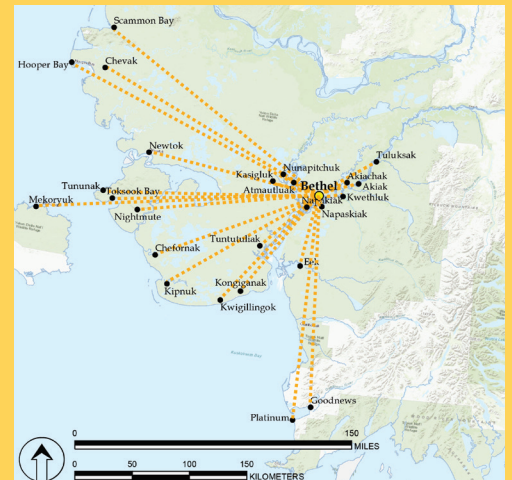 Scammon Bay
Hooper Bay
Chevak
Newtok
Tuluksak
Nunapitchuk
Kasigluk
Akiachak
Bethel
Akiak
Atmautluak
Tununak
Toksook Bay
Kwethluk
Mekoryuk
Napaskiak
Nightmute
Tuntutuliak
Chefornak
Eek
Kongiganak
Kipnuk
Kwigillingok
Goodnews
Platinum
0 150
MILES
0 50 100 150
KILOMETERS